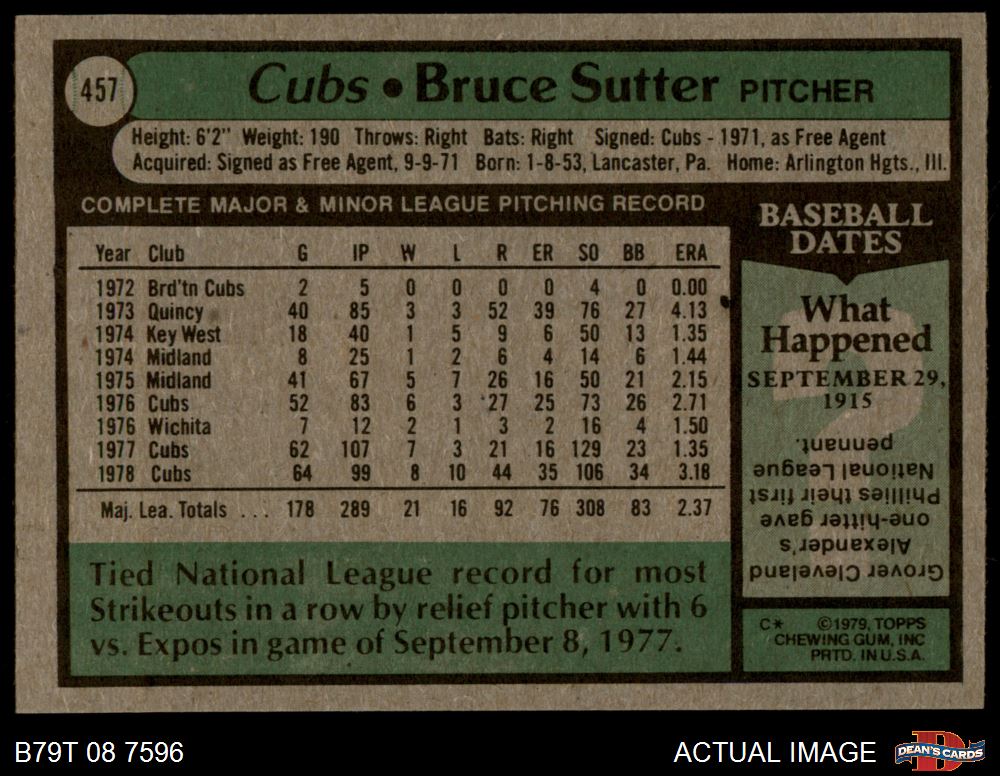 457
Cubs • Bruce Sutter PITCHER
Height: 6'2" Weight: 190 Throws: Right Bats: Right Signed: Cubs - 1971, as Free Agent
Acquired: Signed as Free Agent, 9-9-71 Born: 1-8-53, Lancaster, Pa. Home: Arlington Hgts., Ill.
COMPLETE MAJOR & MINOR LEAGUE PITCHING RECORD
Year Club G IP W L R ER SO BB ERA
1972 Brd'tn Cubs 2 5 0 0 0 0 4 0 0.00
1973 Quincy 40 85 3 3 52 39 76 27 4.13
1974 Key West 18 40 1 5 9 6 50 13 1.35
1974 Midland 8 25 1 2 6 4 14 6 1.44
1975 Midland 41 67 5 7 26 16 50 21 2.15
1976 Cubs 52 83 6 3 27 25 73 26 2.71
1976 Wichita 7 12 2 1 3 2 16 4 1.50
1977 Cubs 62 107 7 3 21 16 129 23 1.35
1978 Cubs 64 99 8 10 44 35 106 34 3.18
Maj. Lea. Totals ... 178 289 21 16 92 76 308 83 2.37
Tied National League record for most
Strikeouts in a row by relief pitcher with 6
vs. Expos in game of September 8, 1977.
BASEBALL
DATES
What
Happened
SEPTEMBER 29,
1915
Grover Cleveland
Alexander's
one-hitter gave
Phillies their first
National League
pennant.
C* ©1979, TOPPS
CHEWING GUM, INC
PRTD. IN U.S.A.
B79T 08 7596
ACTUAL IMAGE
D
DEAN'S CARDS